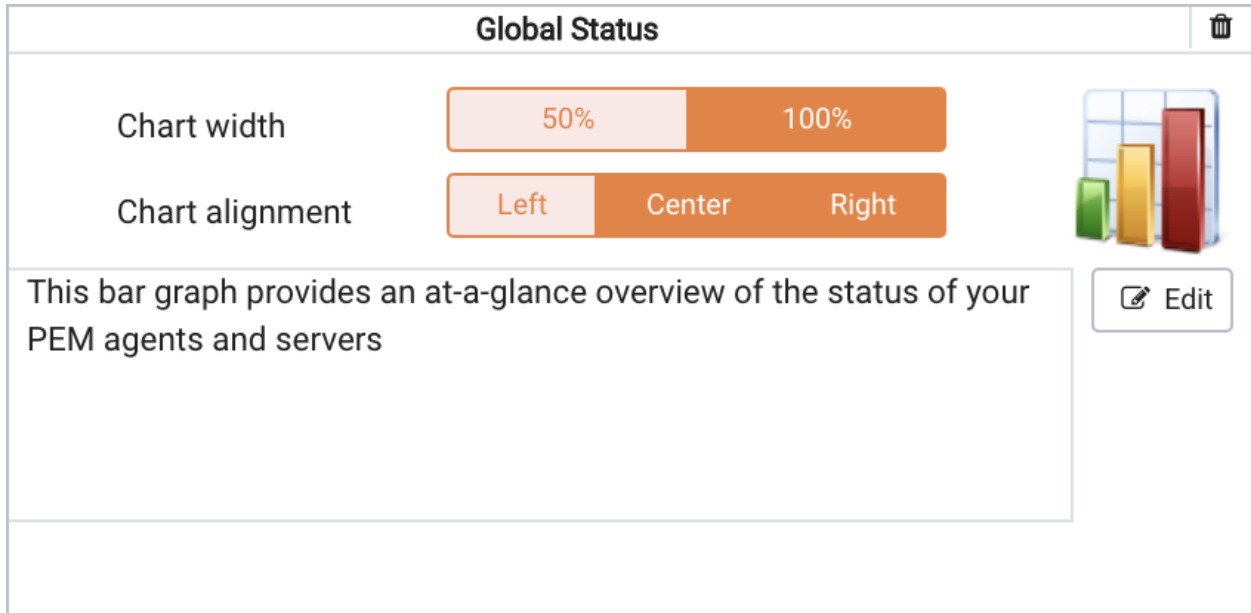 Global Status
Chart width
50% 100%
Chart alignment
Left Center Right
This bar graph provides an at-a-glance overview of the status of your
PEM agents and servers
Edit